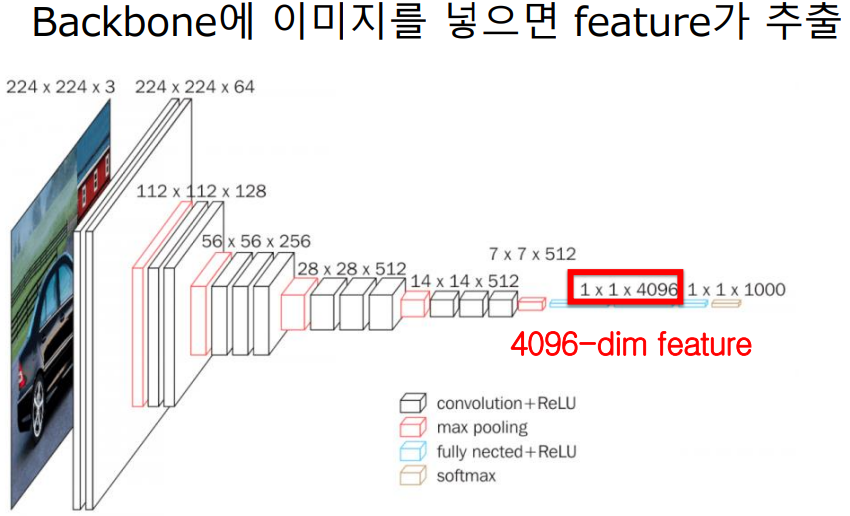 Backbone에 이미지를 넣으면 feature가 추출
224 x 224 x 3 224 x 224 x 64
112 x 112 x 128
56 x 56 x 256
28 x 28 x 512
14 x 14 x 512
7 x 7 x 512
1 x 1 x 4096 1 x 1 x 1000
4096-dim feature
convolution+ReLU
max pooling
fully nected+ReLU
softmax